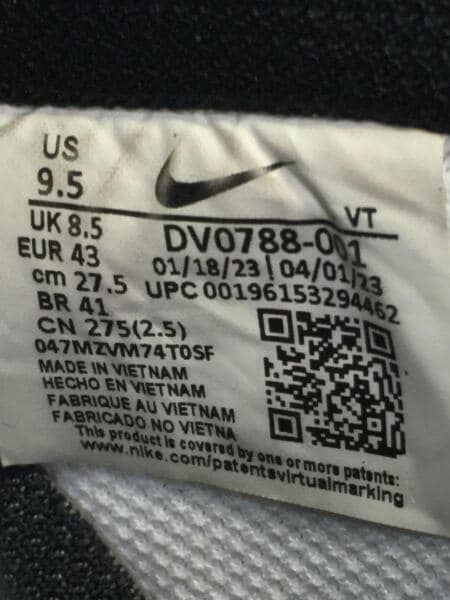 US
9.5
UK 8.5
EUR 43
cm 27.5
BR 41
CN 275(2.5)
047MZVM74T0SF
MADE IN VIETNAM
HECHO EN VIETNAM
FABRIQUE AU VIETNAM
FABRICADO NO VIETNA
VT
DV0788-001
01/18/23 | 04/01/23
UPC 00196153294462
This product is covered by one or more patents:
www.nike.com/patentsvirtualmarking